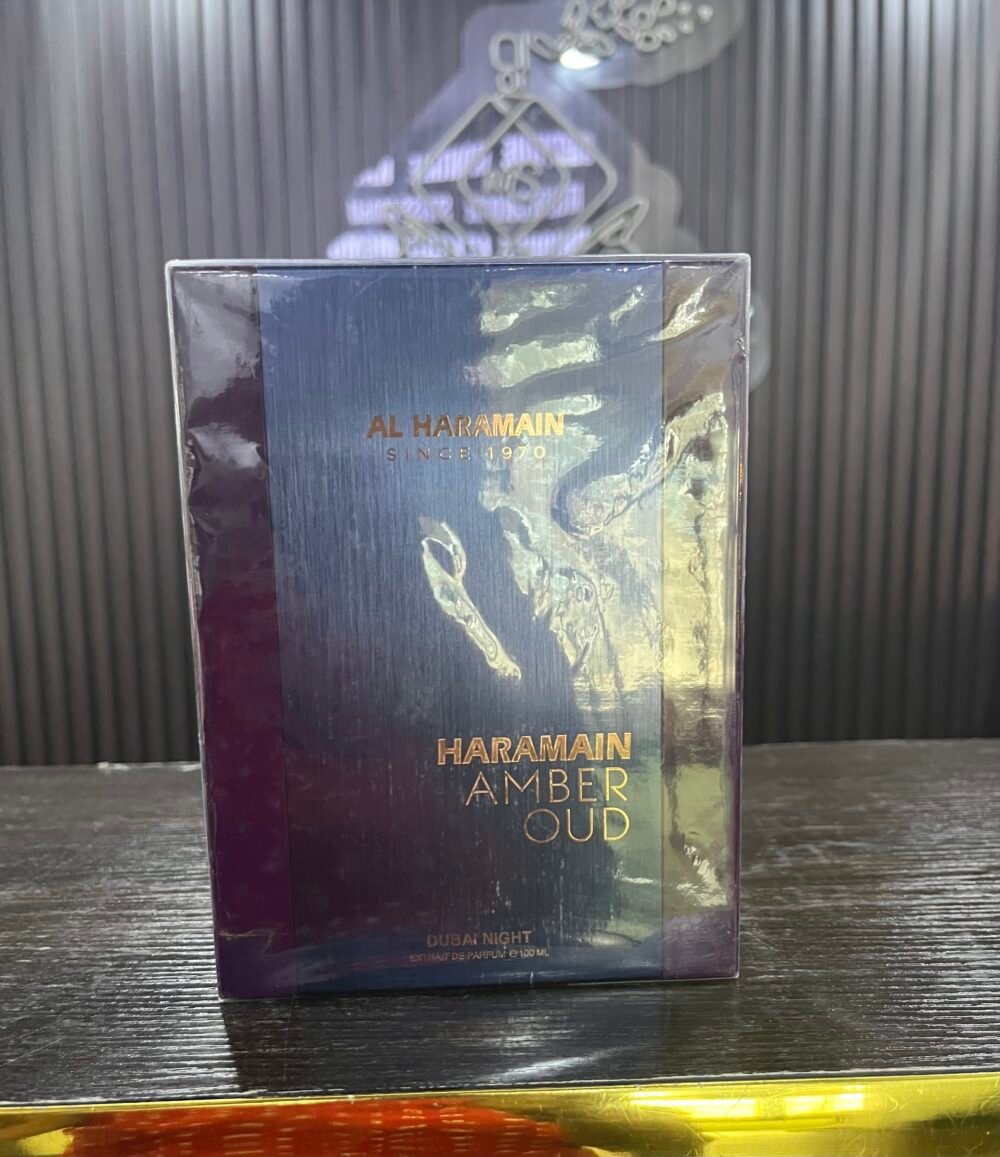 AL HARAMAIN
SINCE 1970
HARAMAIN
AMBER
OUD
DUBAI NIGHT
EXTRAIT DE PARFUM ℮ 100 ML